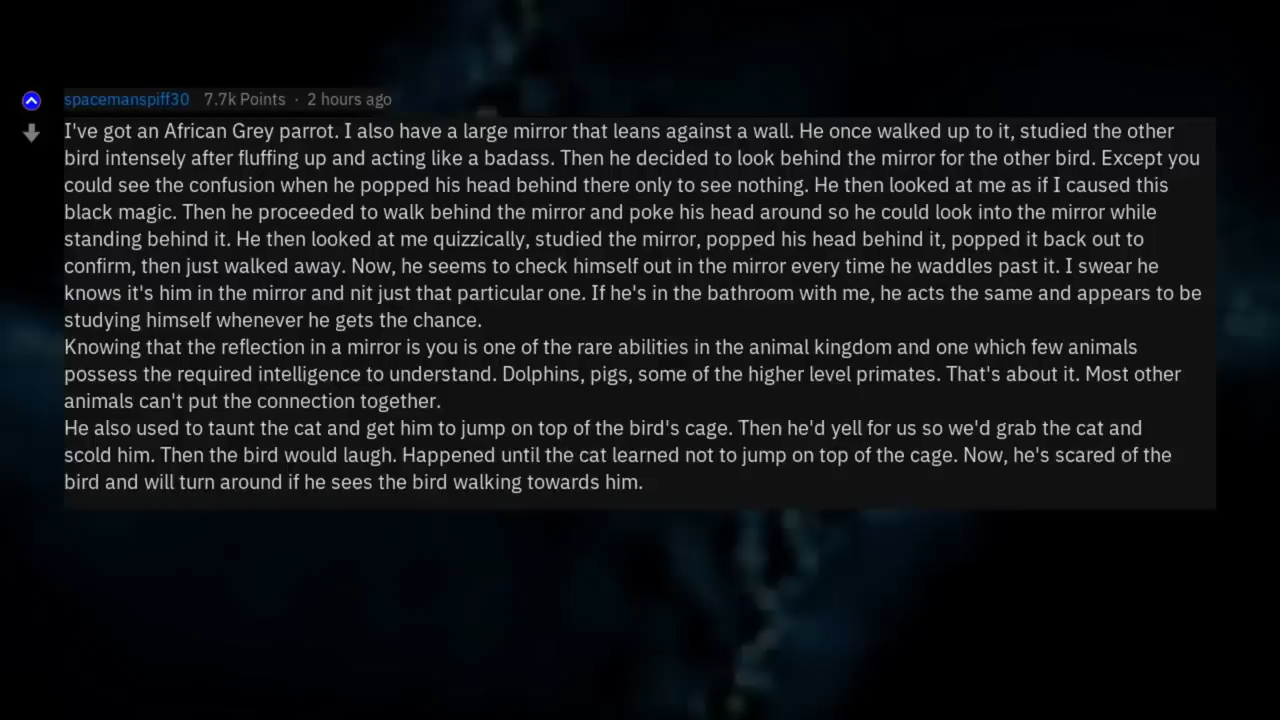 spacemanspiff30 7.7k Points · 2 hours ago
I've got an African Grey parrot. I also have a large mirror that leans against a wall. He once walked up to it, studied the other
bird intensely after fluffing up and acting like a badass. Then he decided to look behind the mirror for the other bird. Except you
could see the confusion when he popped his head behind there only to see nothing. He then looked at me as if I caused this
black magic. Then he proceeded to walk behind the mirror and poke his head around so he could look into the mirror while
standing behind it. He then looked at me quizzically, studied the mirror, popped his head behind it, popped it back out to
confirm, then just walked away. Now, he seems to check himself out in the mirror every time he waddles past it. I swear he
knows it's him in the mirror and nit just that particular one. If he's in the bathroom with me, he acts the same and appears to be
studying himself whenever he gets the chance.
Knowing that the reflection in a mirror is you is one of the rare abilities in the animal kingdom and one which few animals
possess the required intelligence to understand. Dolphins, pigs, some of the higher level primates. That's about it. Most other
animals can't put the connection together.
He also used to taunt the cat and get him to jump on top of the bird's cage. Then he'd yell for us so we'd grab the cat and
scold him. Then the bird would laugh. Happened until the cat learned not to jump on top of the cage. Now, he's scared of the
bird and will turn around if he sees the bird walking towards him.